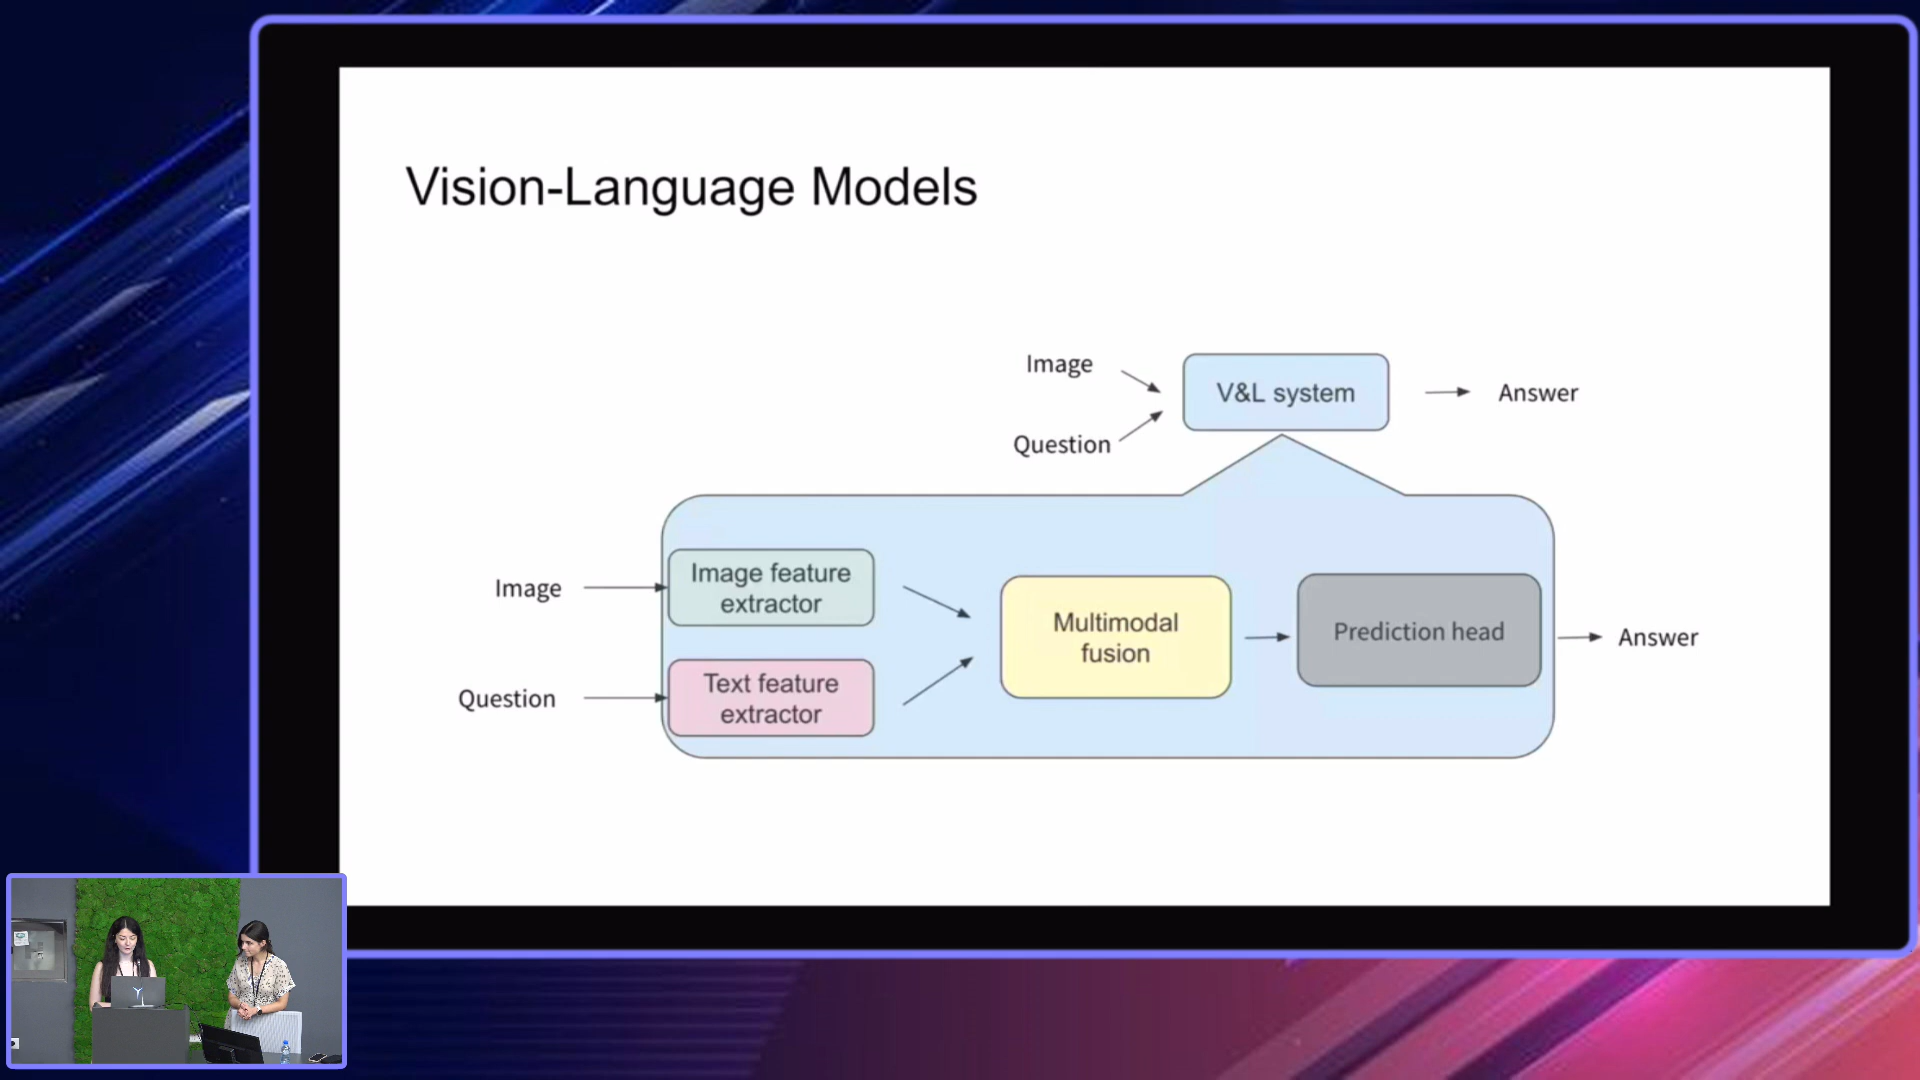 Vision-Language Models
Image
Question
V&L system
Answer
Image
Question
Image feature
extractor
Text feature
extractor
Multimodal
fusion
Prediction head
Answer